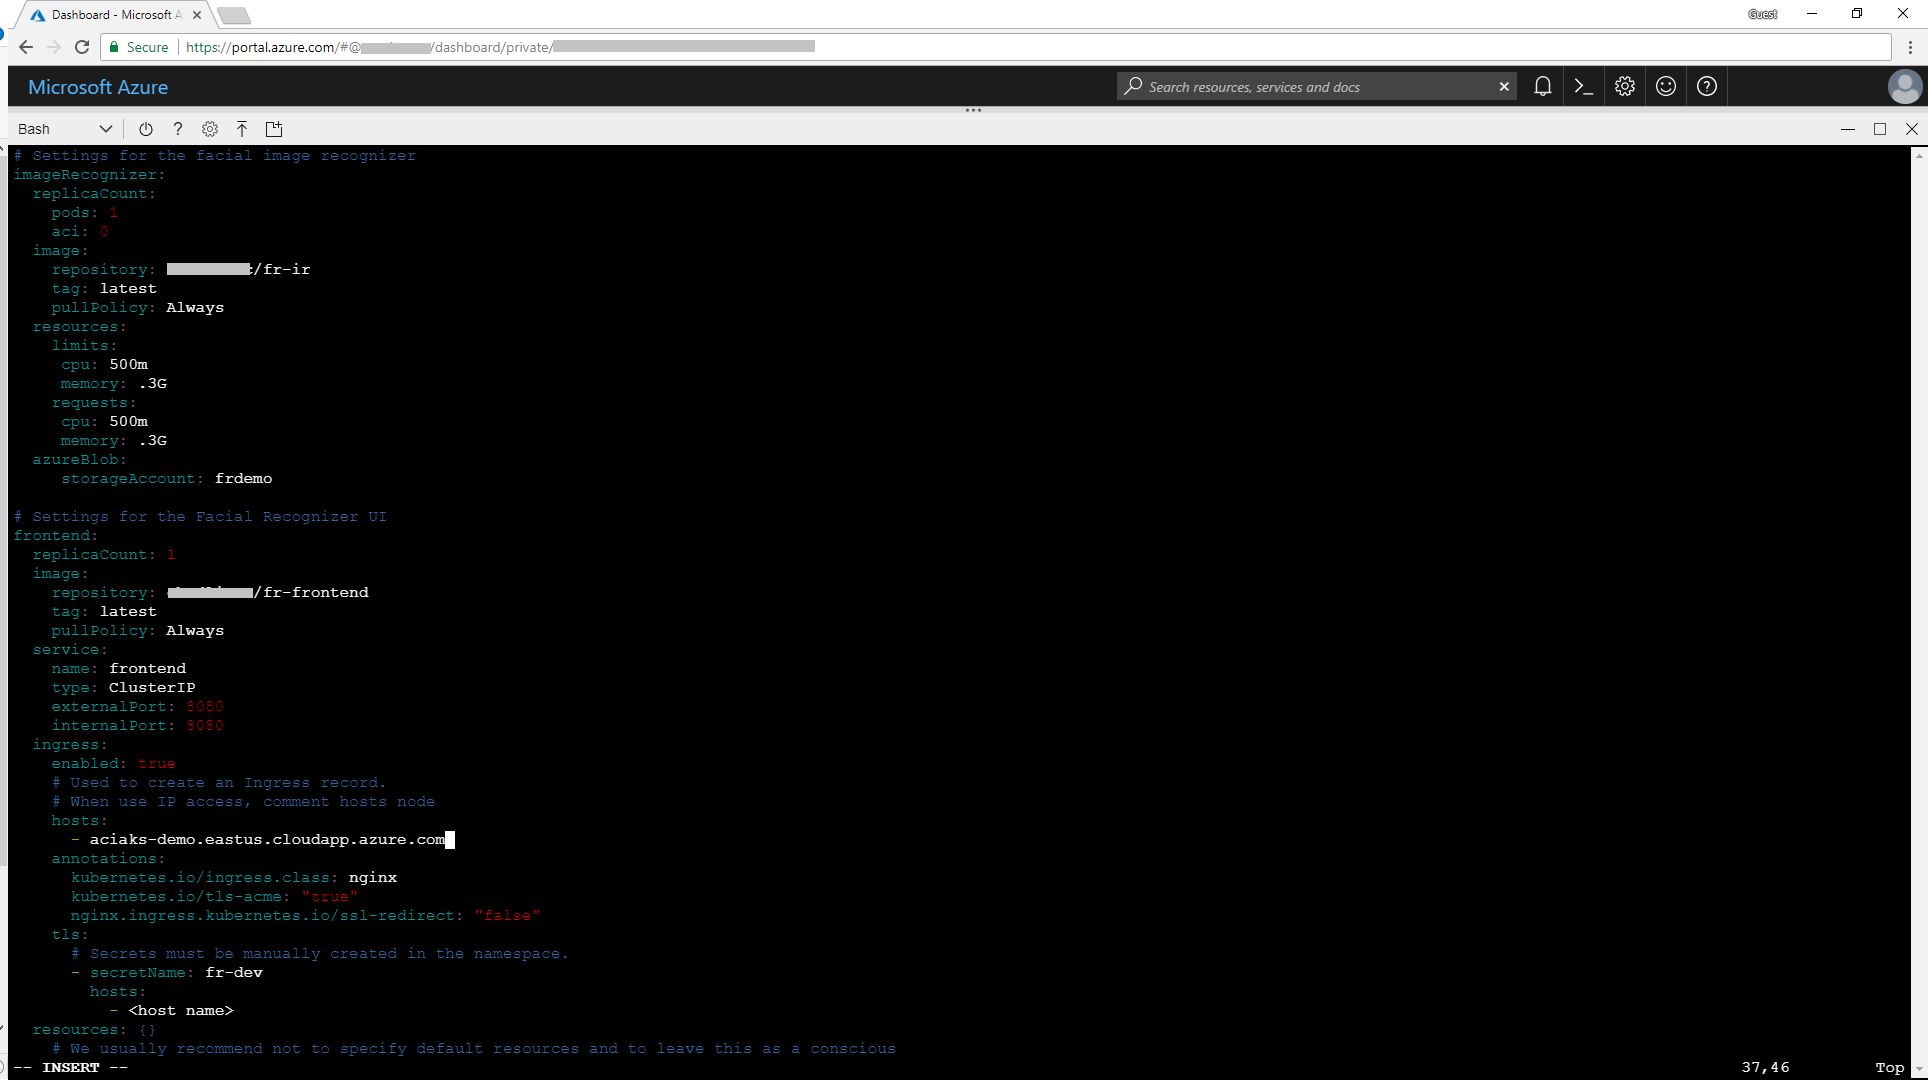 Dashboard - Microsoft A
Guest
Secure
https://portal.azure.com/#@ /dashboard/private/
Microsoft Azure
Search resources, services and docs
Bash
# Settings for the facial image recognizer
imageRecognizer:
  replicaCount:
    pods: 1
    aci: 0
  image:
    repository: /fr-ir
    tag: latest
    pullPolicy: Always
  resources:
    limits:
     cpu: 500m
     memory: .3G
    requests:
     cpu: 500m
     memory: .3G
  azureBlob:
     storageAccount: frdemo
# Settings for the Facial Recognizer UI
frontend:
  replicaCount: 1
  image:
    repository: /fr-frontend
    tag: latest
    pullPolicy: Always
  service:
    name: frontend
    type: ClusterIP
    externalPort: 8080
    internalPort: 8080
  ingress:
    enabled: true
    # Used to create an Ingress record.
    # When use IP access, comment hosts node
    hosts:
      - aciaks-demo.eastus.cloudapp.azure.com
    annotations:
      kubernetes.io/ingress.class: nginx
      kubernetes.io/tls-acme: "true"
      nginx.ingress.kubernetes.io/ssl-redirect: "false"
    tls:
      # Secrets must be manually created in the namespace.
      - secretName: fr-dev
        hosts:
          - <host name>
  resources: {}
    # We usually recommend not to specify default resources and to leave this as a conscious
-- INSERT --
37,46
Top